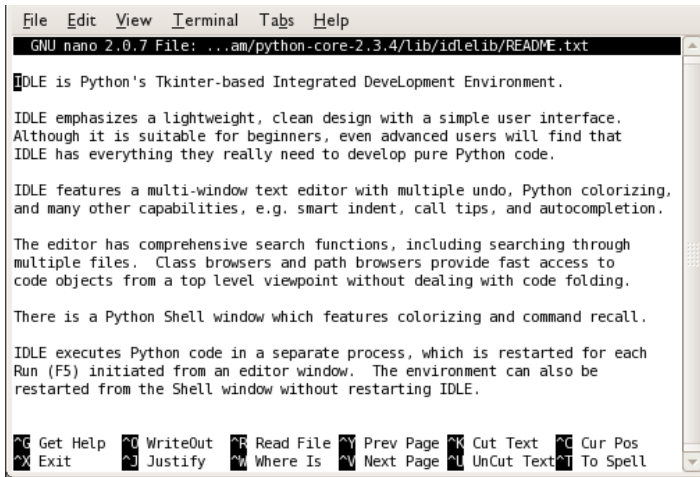 File Edit View Terminal Tabs Help
GNU nano 2.0.7 File: ...am/python-core-2.3.4/lib/idlelib/README.txt
IDLE is Python's Tkinter-based Integrated DeveLopment Environment.
IDLE emphasizes a lightweight, clean design with a simple user interface.
Although it is suitable for beginners, even advanced users will find that
IDLE has everything they really need to develop pure Python code.
IDLE features a multi-window text editor with multiple undo, Python colorizing,
and many other capabilities, e.g. smart indent, call tips, and autocompletion.
The editor has comprehensive search functions, including searching through
multiple files.  Class browsers and path browsers provide fast access to
code objects from a top level viewpoint without dealing with code folding.
There is a Python Shell window which features colorizing and command recall.
IDLE executes Python code in a separate process, which is restarted for each
Run (F5) initiated from an editor window.  The environment can also be
restarted from the Shell window without restarting IDLE.
^G Get Help ^O WriteOut ^R Read File ^Y Prev Page ^K Cut Text ^C Cur Pos
^X Exit ^J Justify ^W Where Is ^V Next Page ^U UnCut Text ^T To Spell